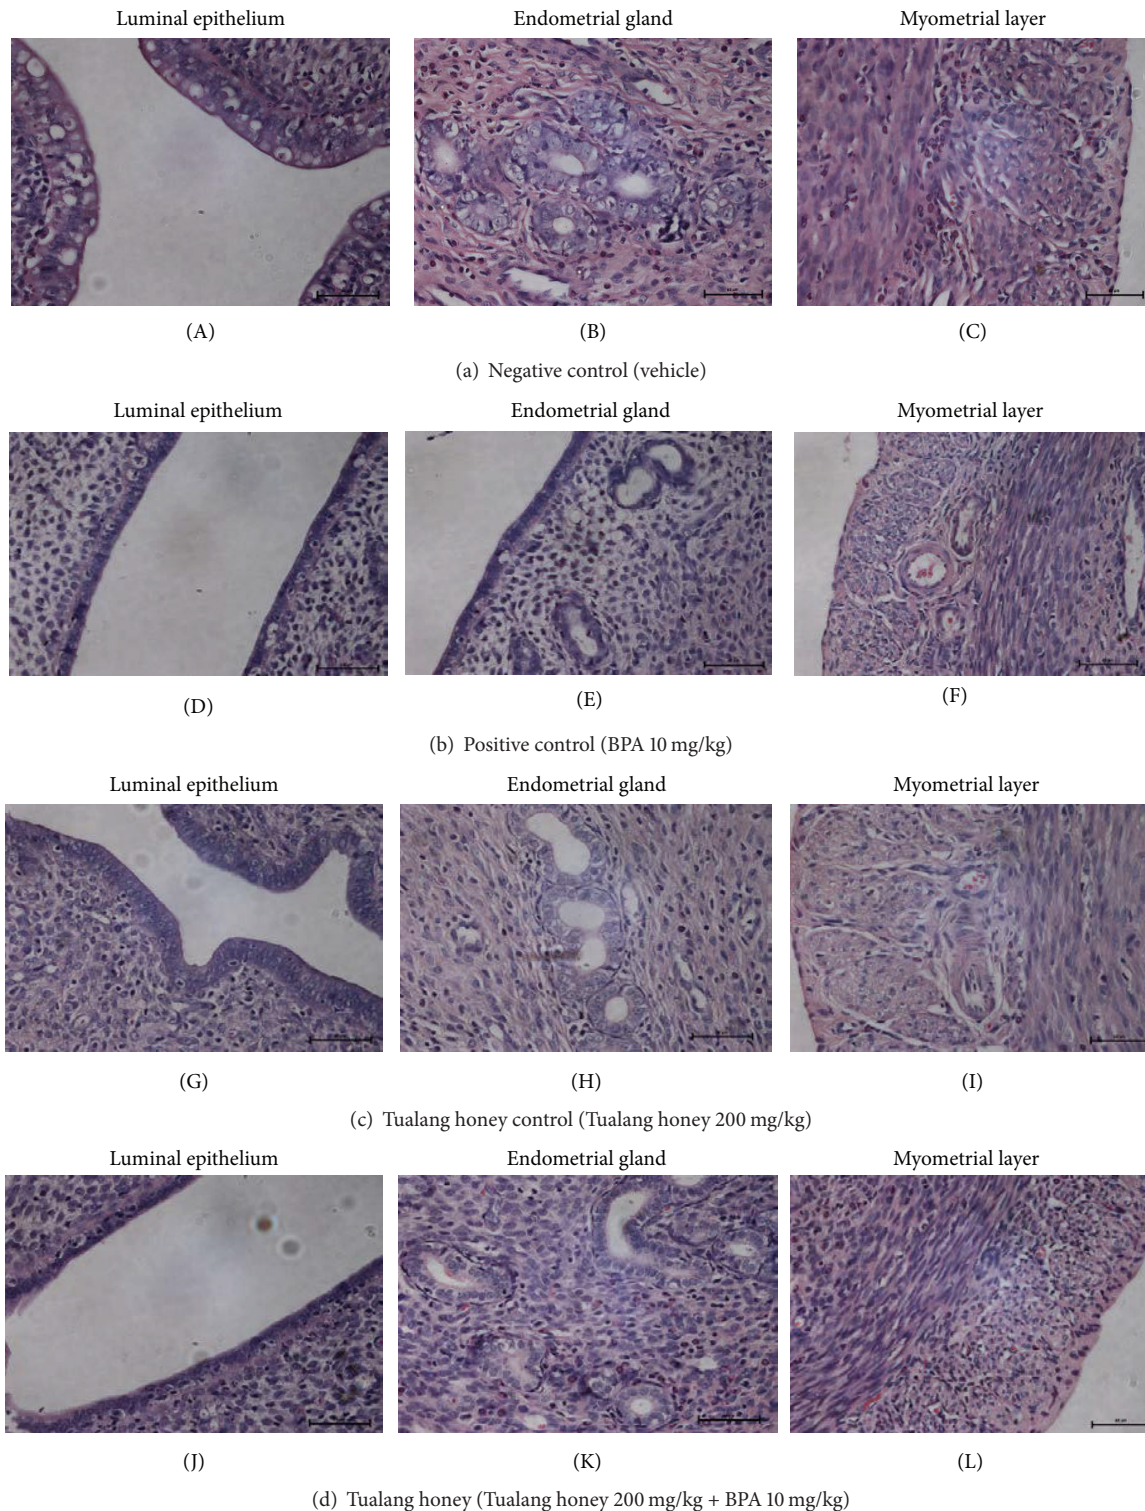 Luminal epithelium Endometrial gland Myometrial layer
(A) (B) (C)
(a) Negative control (vehicle)
Luminal epithelium Endometrial gland Myometrial layer
(D) (E) (F)
(b) Positive control (BPA 10 mg/kg)
Luminal epithelium Endometrial gland Myometrial layer
(G) (H) (I)
(c) Tualang honey control (Tualang honey 200 mg/kg)
Luminal epithelium Endometrial gland Myometrial layer
(J) (K) (L)
(d) Tualang honey (Tualang honey 200 mg/kg + BPA 10 mg/kg)